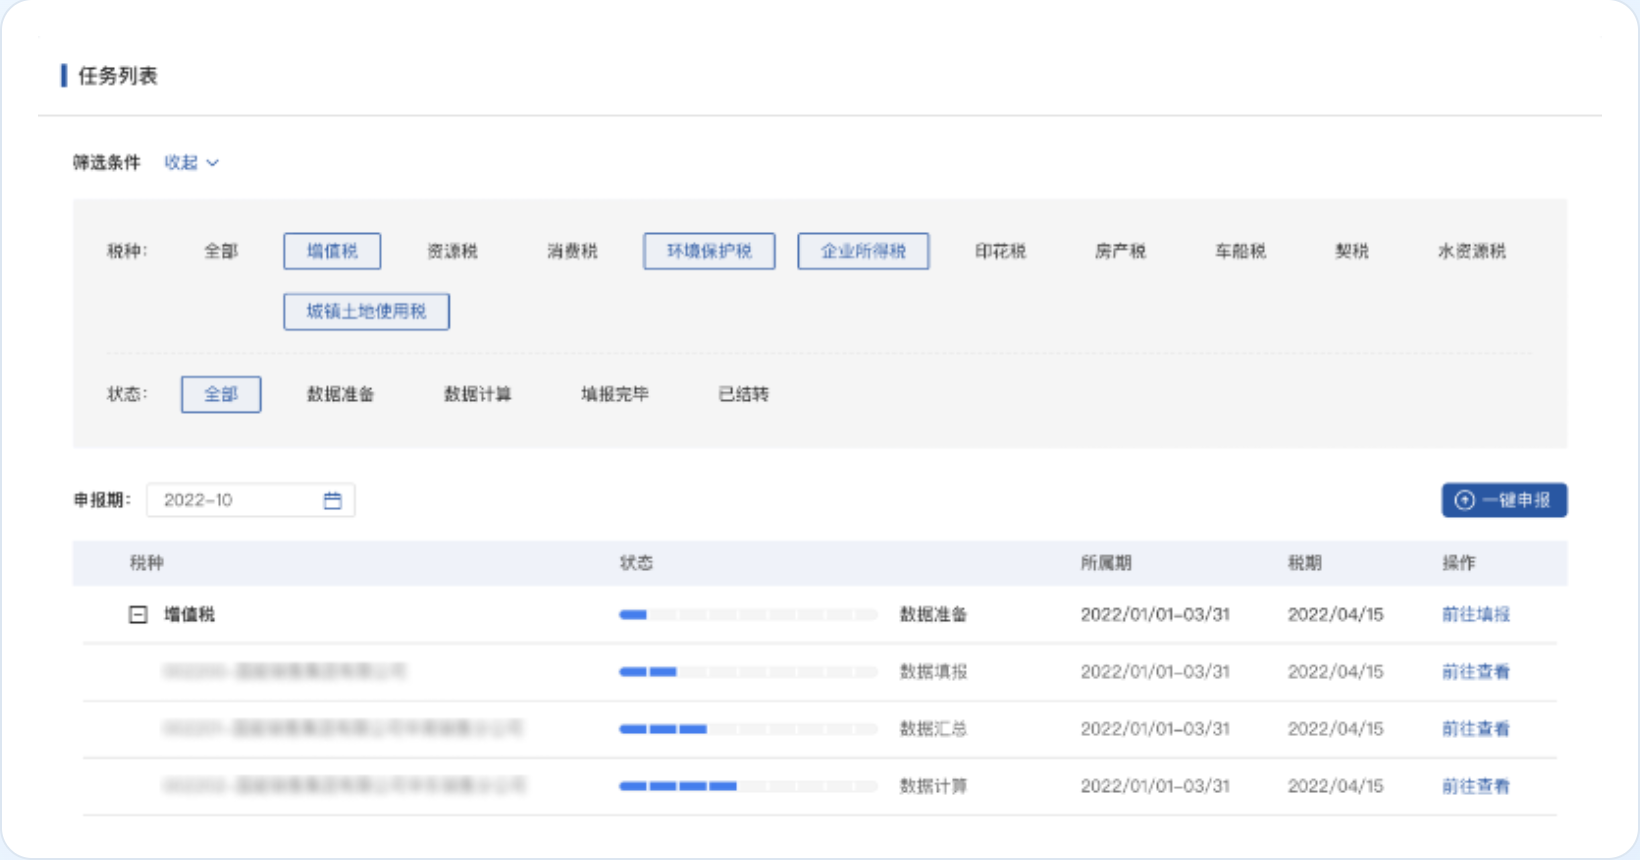 任务列表
筛选条件 收起
税种： 全部 增值税 资源税 消费税 环境保护税 企业所得税 印花税 房产税 车船税 契税 水资源税
城镇土地使用税
状态： 全部 数据准备 数据计算 填报完毕 已结转
申报期： 2022-10 一键申报
税种 状态 所属期 税期 操作
增值税 数据准备 2022/01/01-03/31 2022/04/15 前往填报
数据填报 2022/01/01-03/31 2022/04/15 前往查看
数据汇总 2022/01/01-03/31 2022/04/15 前往查看
数据计算 2022/01/01-03/31 2022/04/15 前往查看